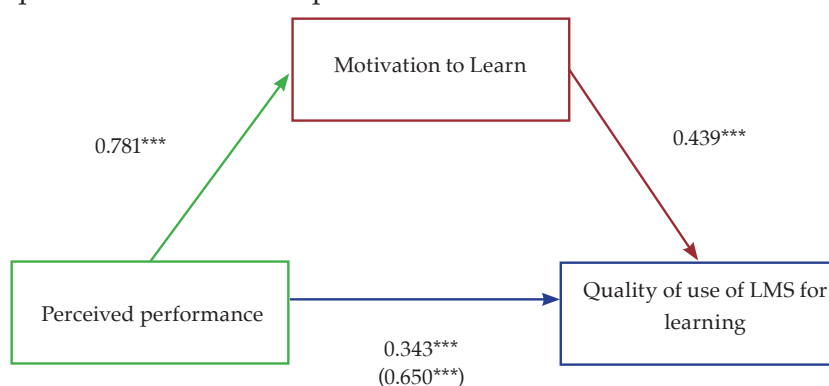 Motivation to Learn
0.781***
0.439***
Perceived performance
Quality of use of LMS for
learning
0.343***
(0.650***)